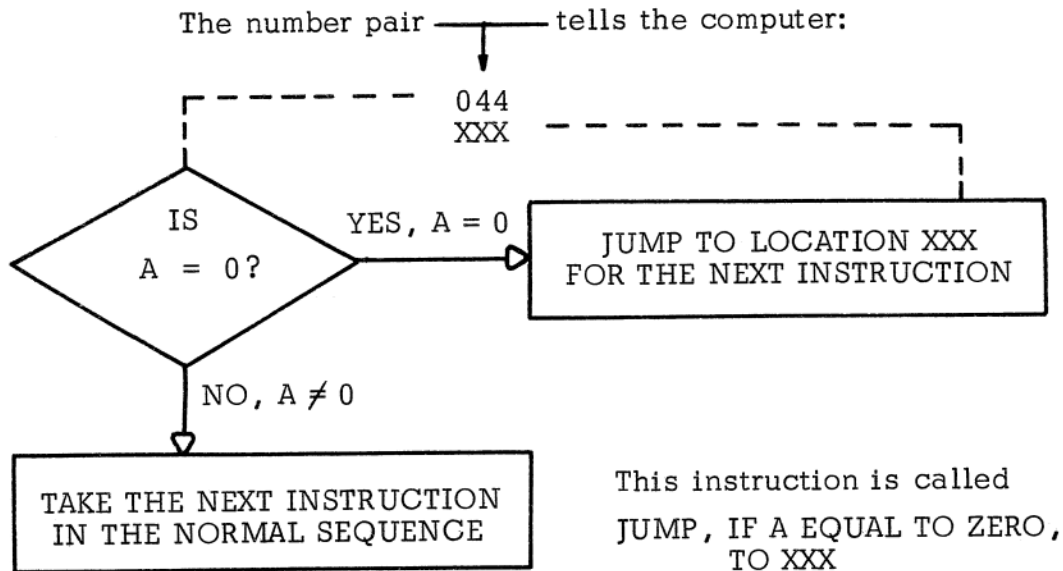 The number pair tells the computer:
044
XXX
IS
A = 0?
YES, A = 0
JUMP TO LOCATION XXX
FOR THE NEXT INSTRUCTION
NO, A ≠ 0
TAKE THE NEXT INSTRUCTION
IN THE NORMAL SEQUENCE
This instruction is called
JUMP, IF A EQUAL TO ZERO,
TO XXX